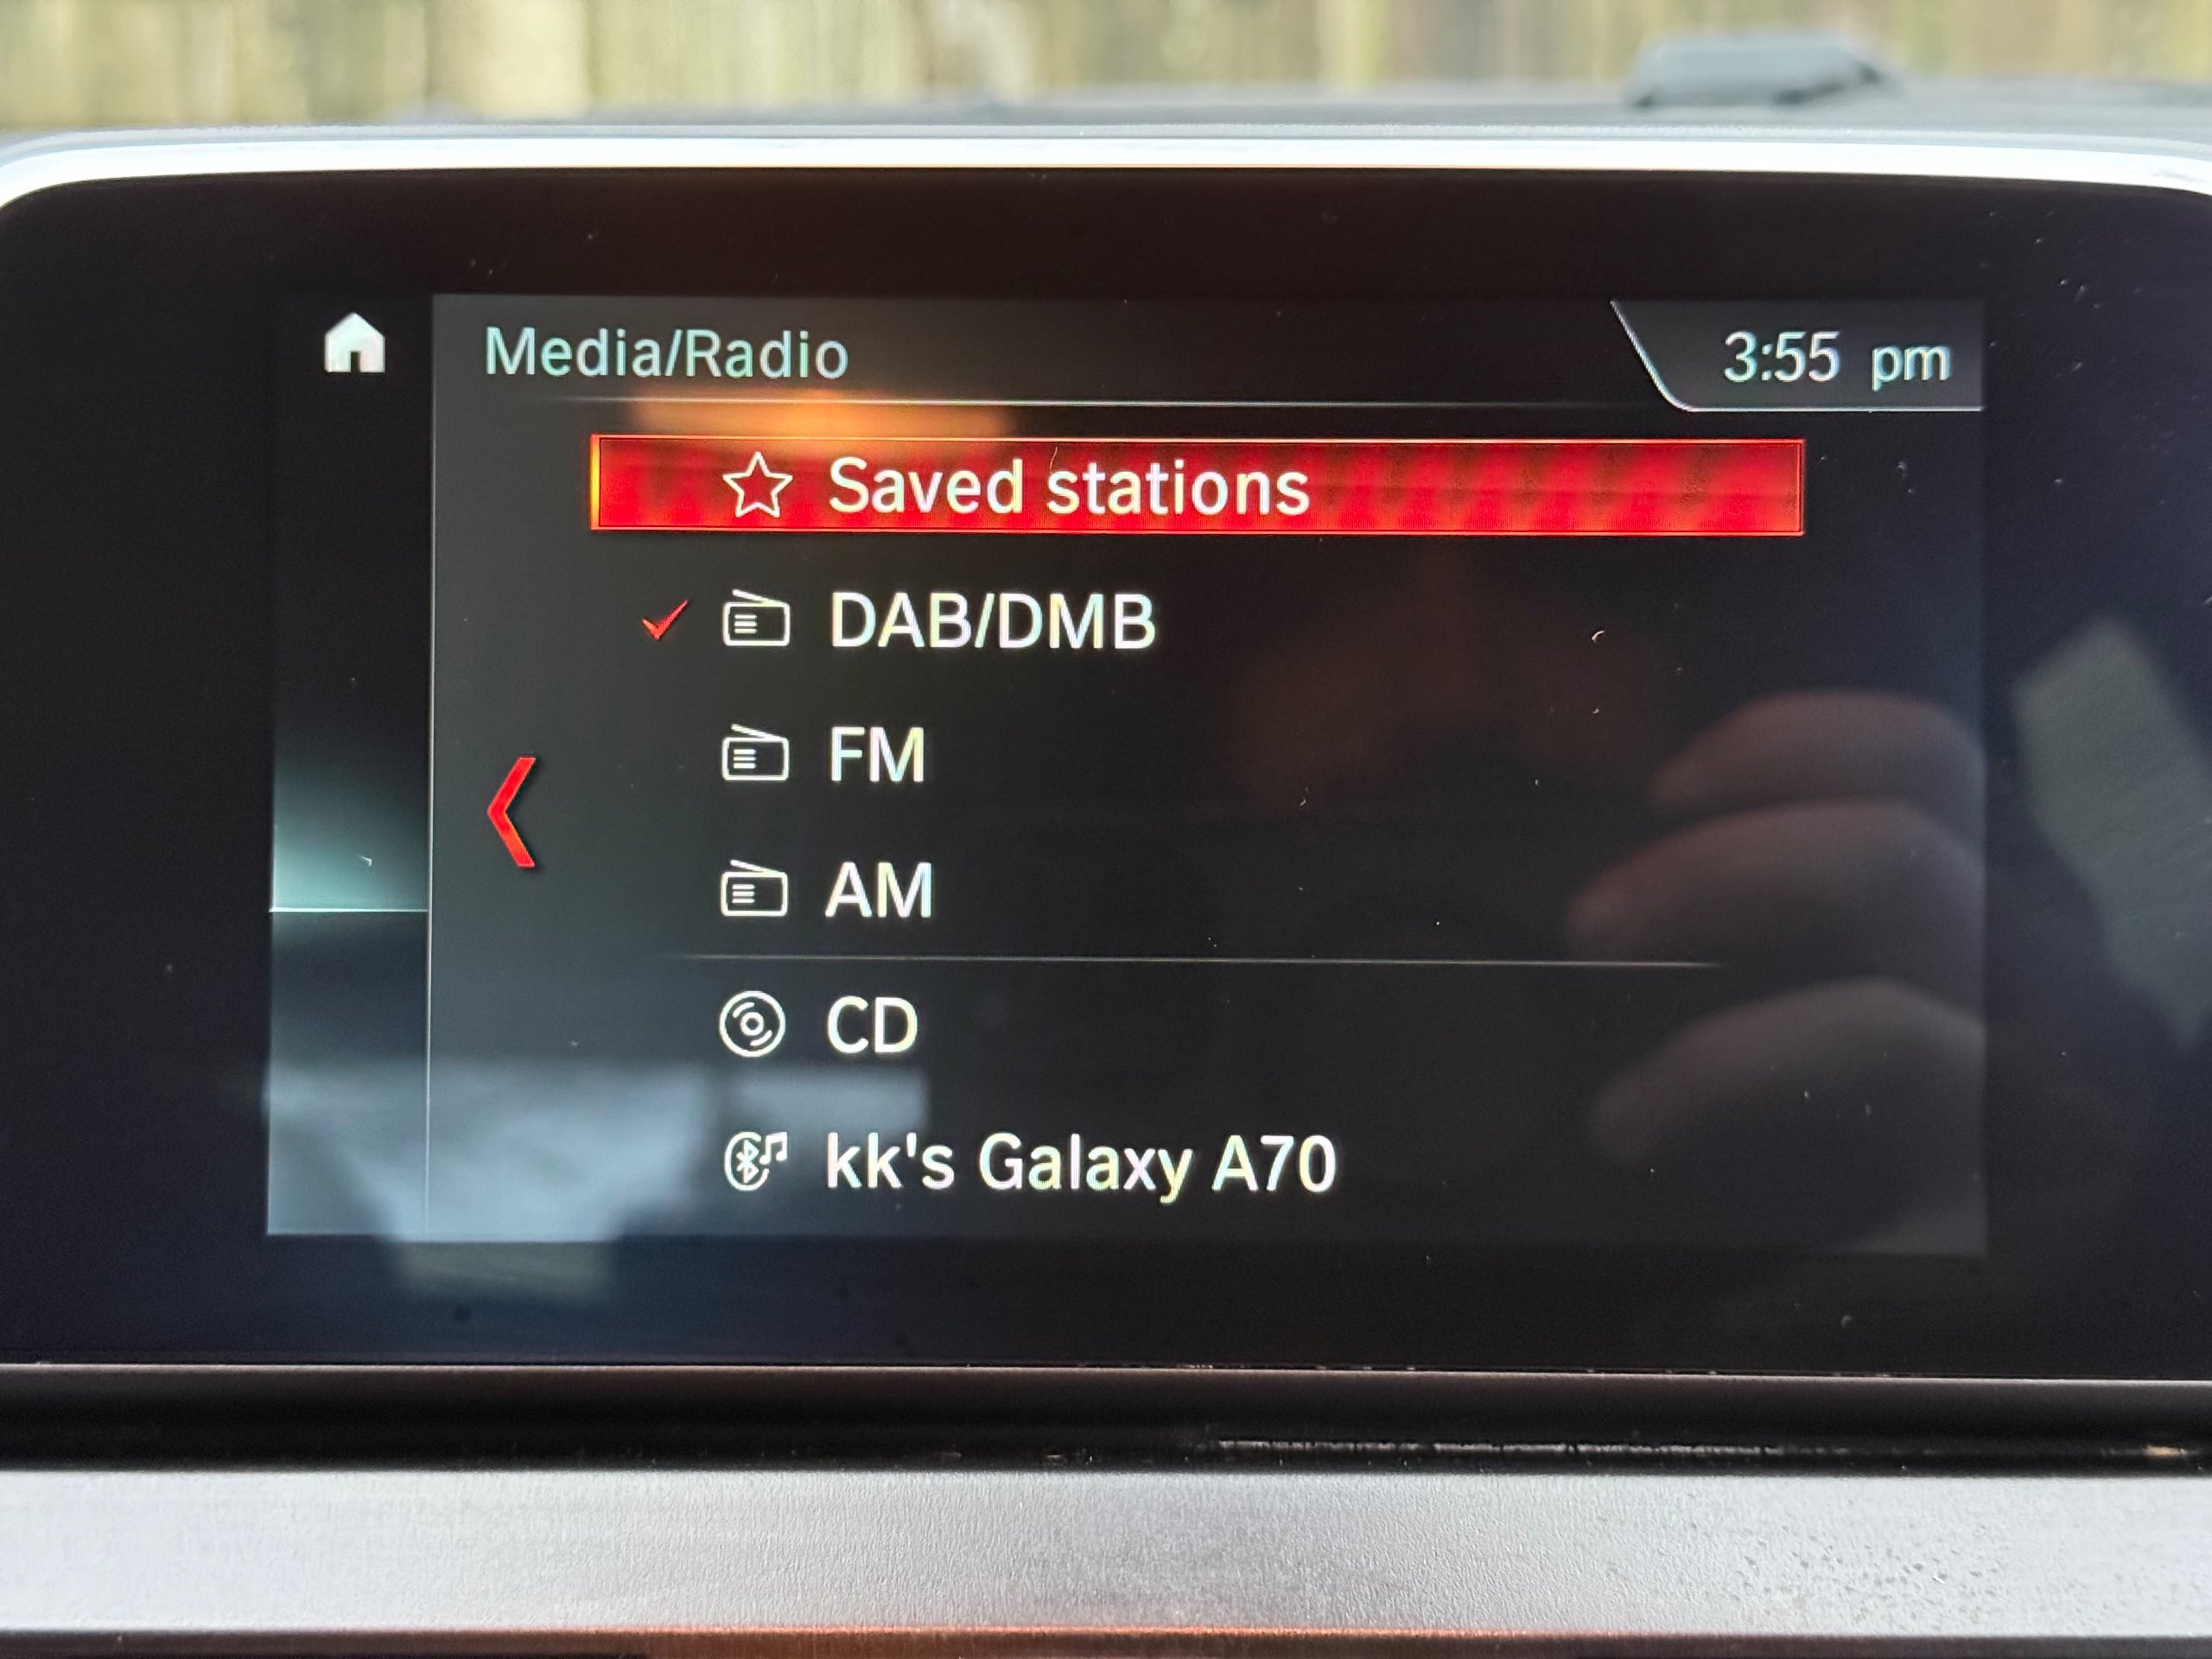 Media/Radio
3:55 pm
Saved stations
DAB/DMB
FM
AM
CD
kk's Galaxy A70